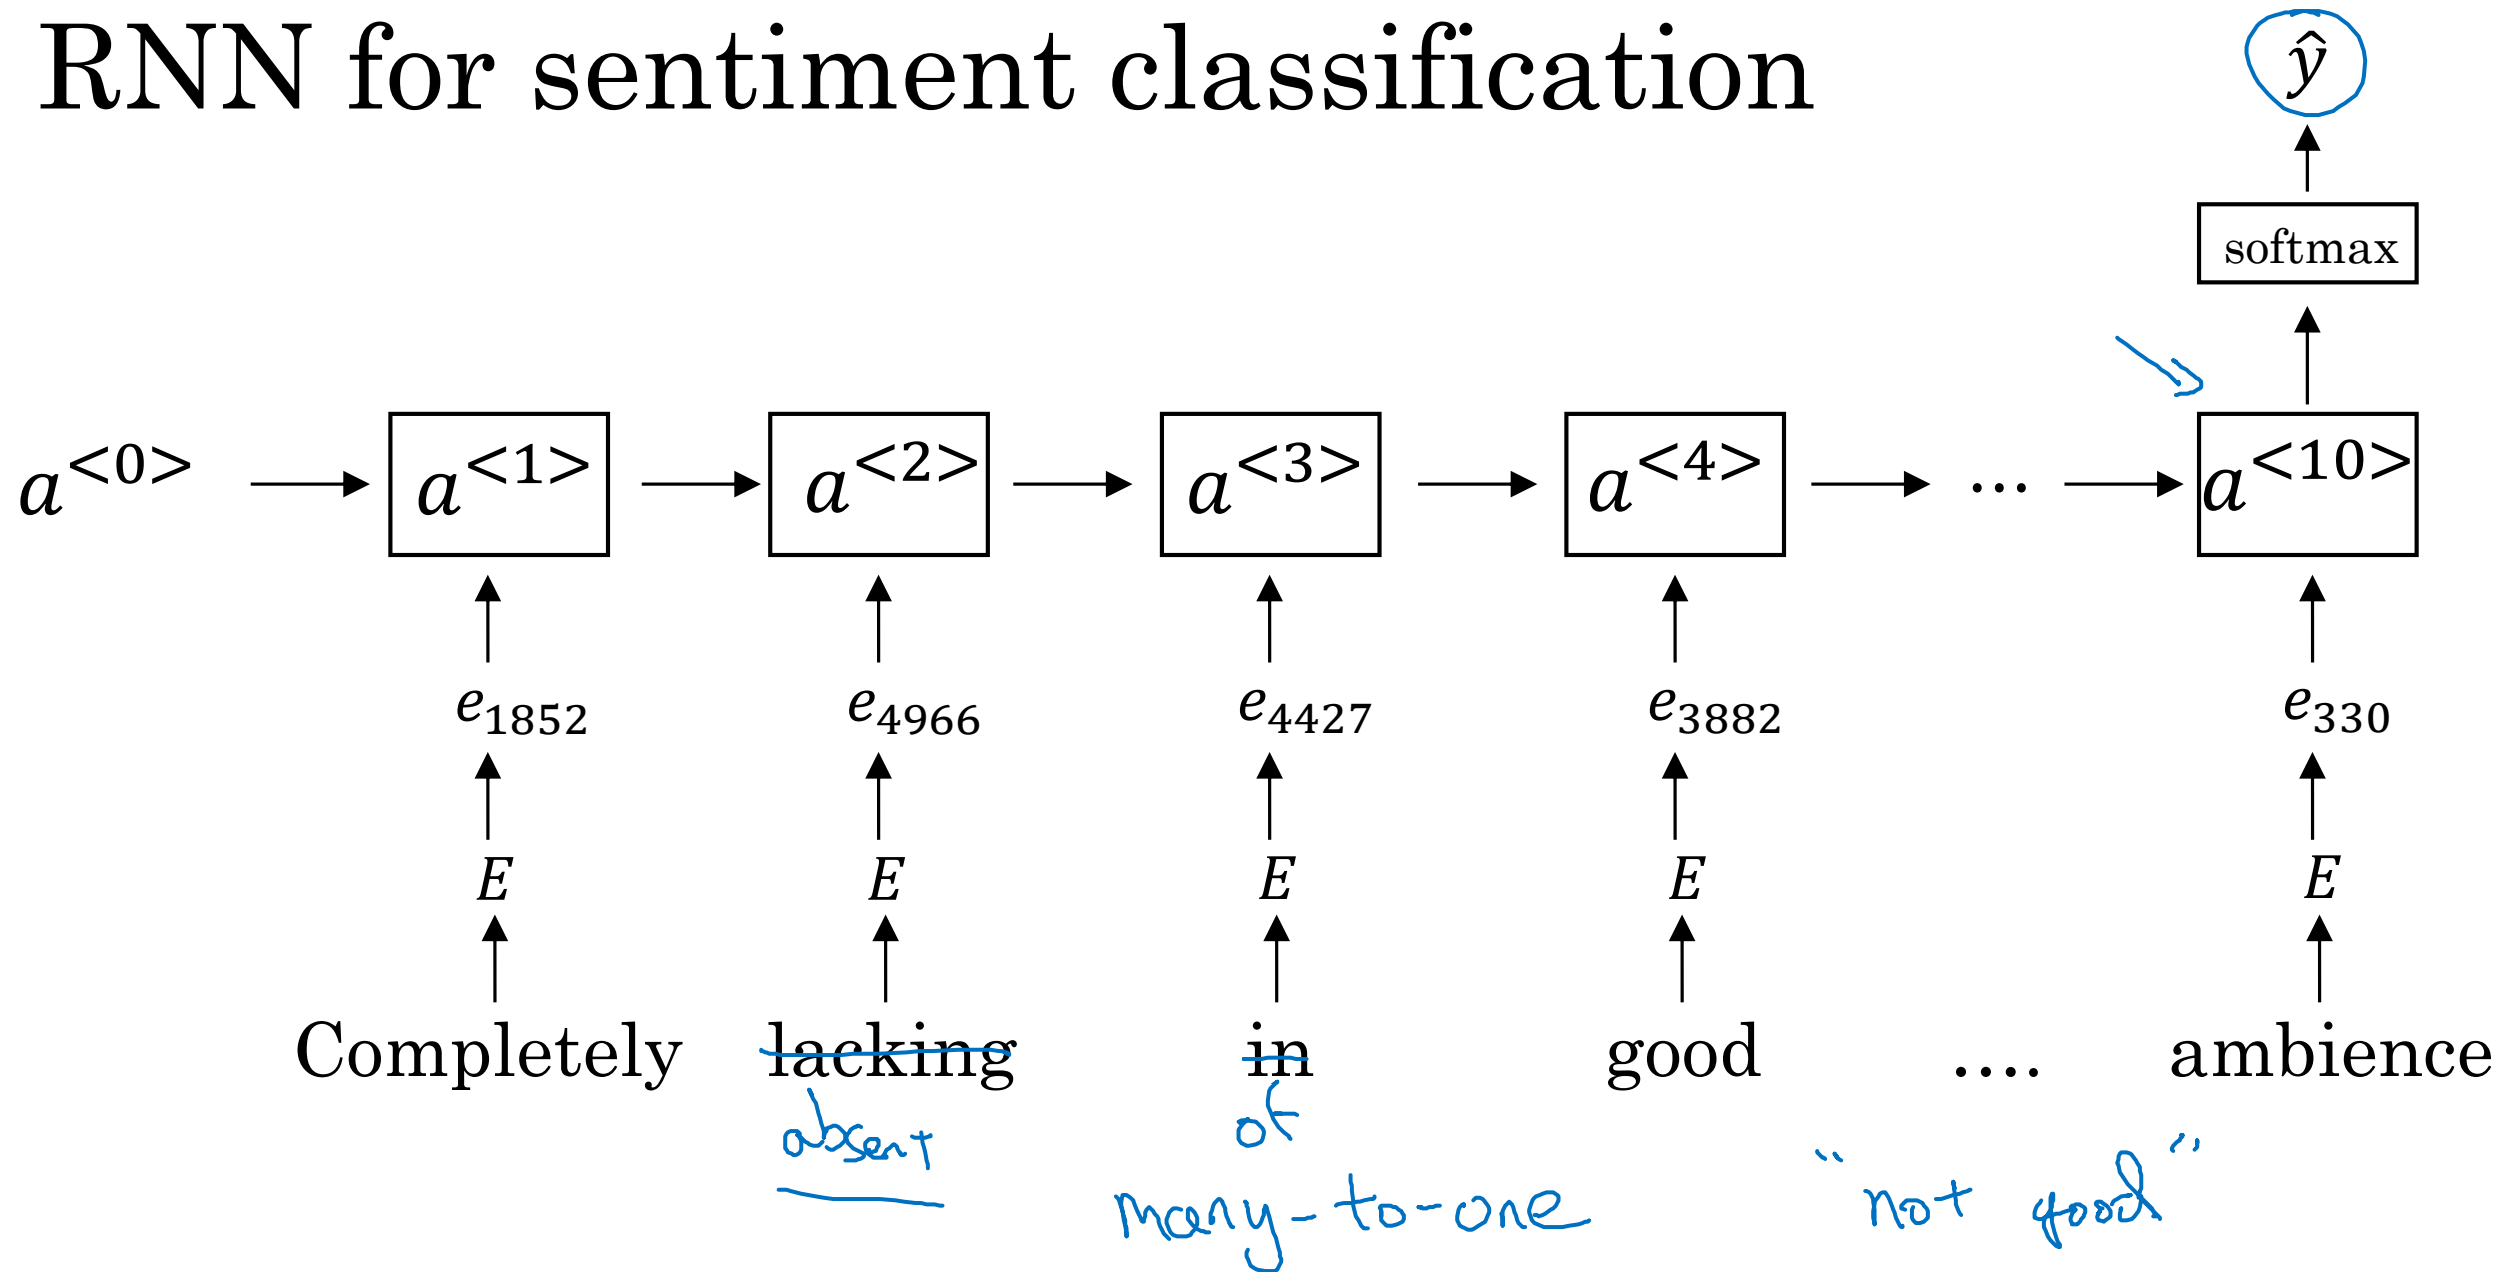 RNN for sentiment classification
ŷ
softmax
a<0> a<1> a<2> a<3> a<4> ... a<10>
e1852 e4966 e4427 e3882 e330
E E E E E
Completely lacking in good .... ambience
absent of
many-to-one "not good"